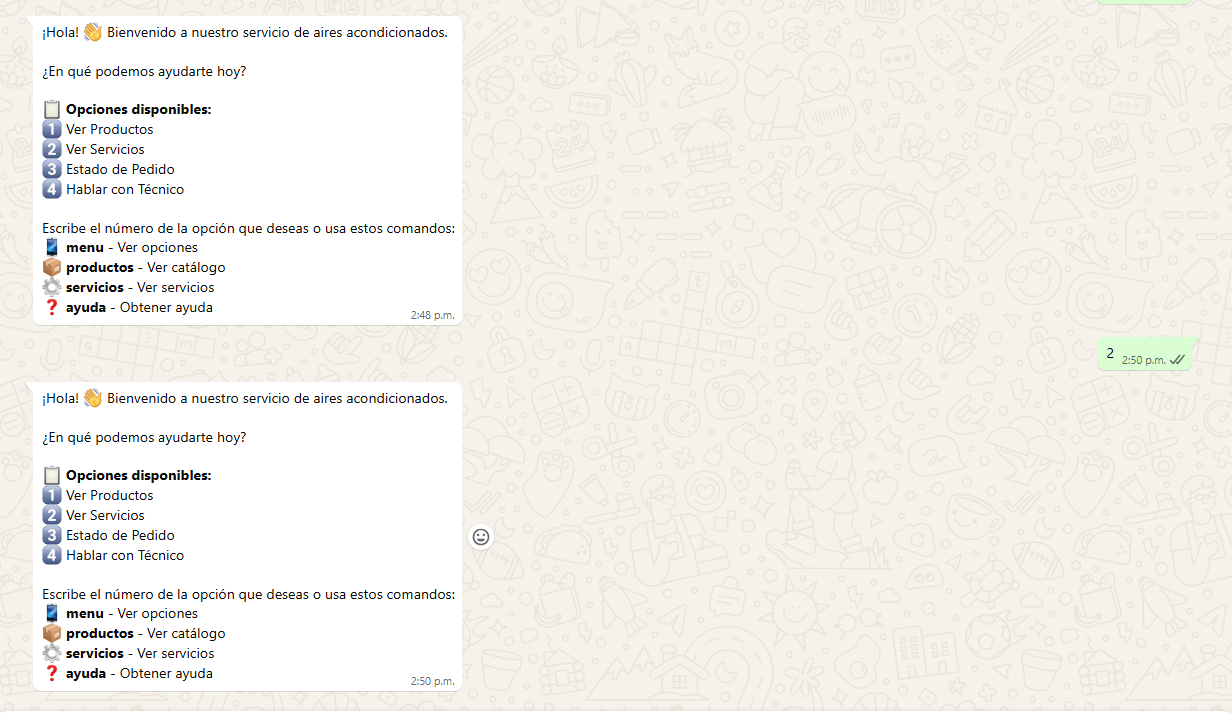 ¡Hola! 👋 Bienvenido a nuestro servicio de aires acondicionados.
¿En qué podemos ayudarte hoy?
📋 Opciones disponibles:
1️⃣ Ver Productos
2️⃣ Ver Servicios
3️⃣ Estado de Pedido
4️⃣ Hablar con Técnico
Escribe el número de la opción que deseas o usa estos comandos:
📱 menu - Ver opciones
📦 productos - Ver catálogo
⚙️ servicios - Ver servicios
❓ ayuda - Obtener ayuda
2:48 p.m.
2 2:50 p.m.
¡Hola! 👋 Bienvenido a nuestro servicio de aires acondicionados.
¿En qué podemos ayudarte hoy?
📋 Opciones disponibles:
1️⃣ Ver Productos
2️⃣ Ver Servicios
3️⃣ Estado de Pedido
4️⃣ Hablar con Técnico
Escribe el número de la opción que deseas o usa estos comandos:
📱 menu - Ver opciones
📦 productos - Ver catálogo
⚙️ servicios - Ver servicios
❓ ayuda - Obtener ayuda
2:50 p.m.